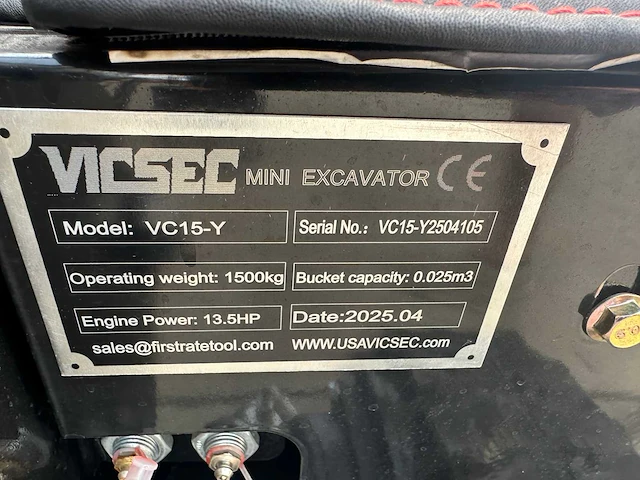 VICSEC MINI EXCAVATOR CE
Model: VC15-Y Serial No.: VC15-Y2504105
Operating weight: 1500kg Bucket capacity: 0.025m3
Engine Power: 13.5HP Date:2025.04
sales@firstratetool.com WWW.USAVICSEC.com